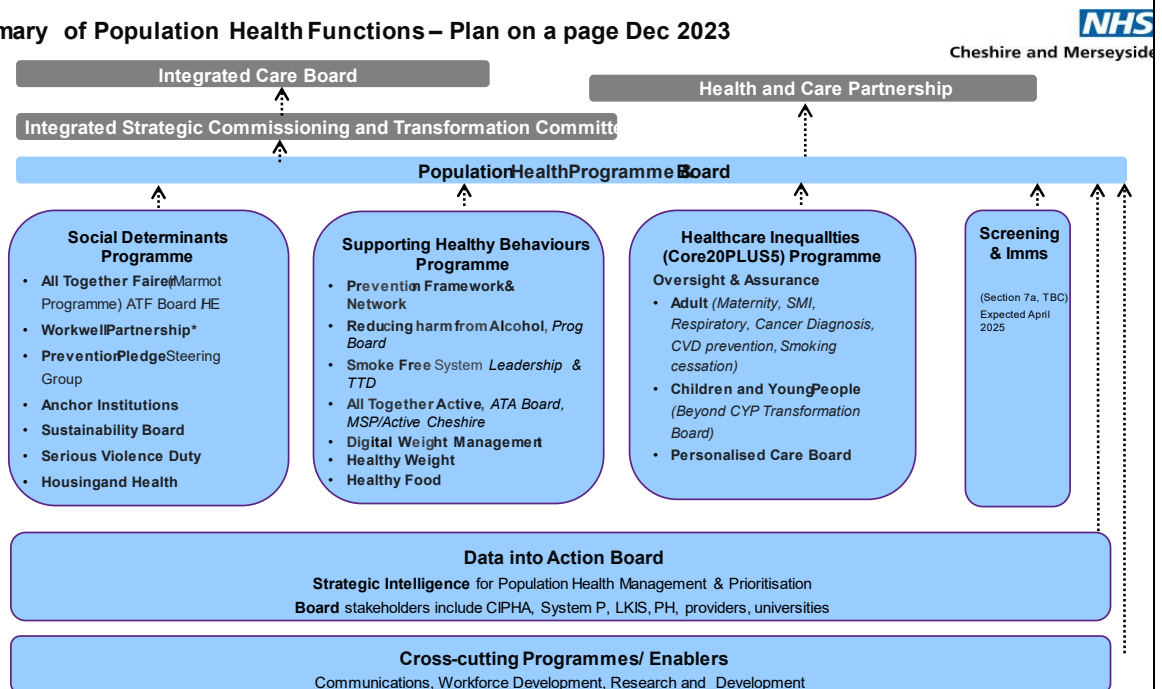 mary of Population Health Functions – Plan on a page Dec 2023
NHS
Cheshire and Merseyside
Integrated Care Board
Health and Care Partnership
Integrated Strategic Commissioning and Transformation Committe
Population Health Programme Board
Social Determinants
Programme
• All Together Fairer (Marmot
Programme) ATF Board /HE
• Workwell Partnership*
• Prevention Pledge Steering
Group
• Anchor Institutions
• Sustainability Board
• Serious Violence Duty
• Housing and Health
Supporting Healthy Behaviours
Programme
• Prevention Framework &
Network
• Reducing harm from Alcohol, Prog
Board
• Smoke Free System Leadership &
TTD
• All Together Active, ATA Board,
MSP/Active Cheshire
• Digital Weight Management
• Healthy Weight
• Healthy Food
Healthcare Inequallties
(Core20PLUS5) Programme
Oversight & Assurance
• Adult (Maternity, SMI,
Respiratory, Cancer Diagnosis,
CVD prevention, Smoking
cessation)
• Children and Young People
(Beyond CYP Transformation
Board)
• Personalised Care Board
Screening
& Imms
(Section 7a, TBC)
Expected April
2025
Data into Action Board
Strategic Intelligence for Population Health Management & Prioritisation
Board stakeholders include CIPHA, System P, LKIS, PH, providers, universities
Cross-cutting Programmes/ Enablers
Communications, Workforce Development, Research and Development